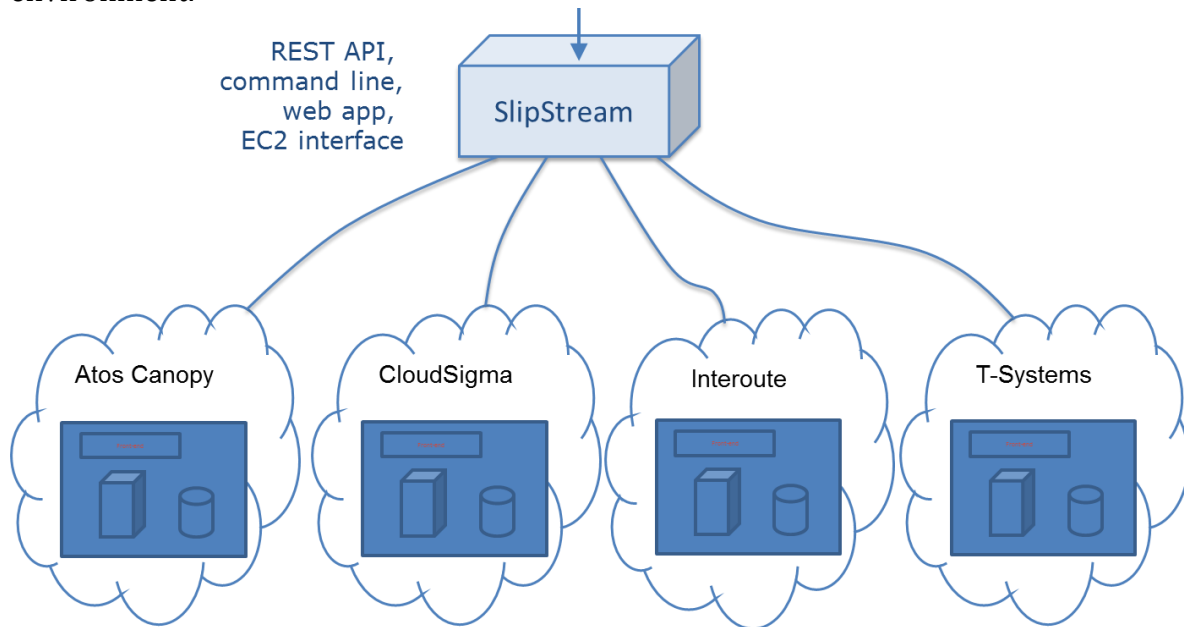 REST API,
command line,
web app,
EC2 interface
SlipStream
Atos Canopy
CloudSigma
Interoute
T-Systems